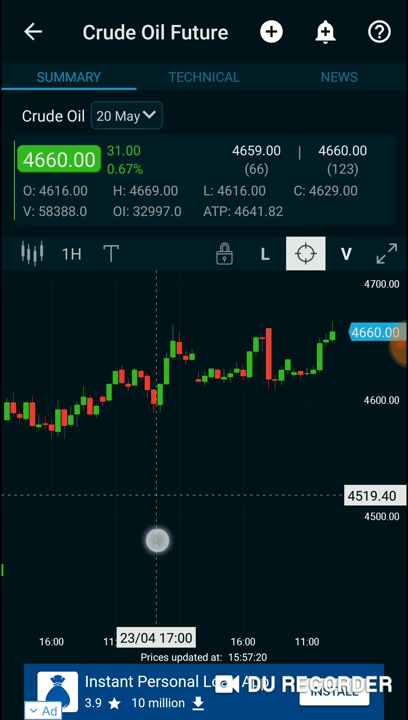 Crude Oil Future
SUMMARY TECHNICAL NEWS
Crude Oil 20 May
4660.00 31.00 0.67% 4659.00 (66) | 4660.00 (123)
O: 4616.00 H: 4669.00 L: 4616.00 C: 4629.00
V: 58388.0 OI: 32997.0 ATP: 4641.82
1H T L V
4700.00
4660.00
4600.00
4519.40
4500.00
16:00 23/04 17:00 16:00 11:00
Prices updated at: 15:57:20
Instant Personal App
DU RECORDER
3.9 ★ 10 million INSTALL
Ad